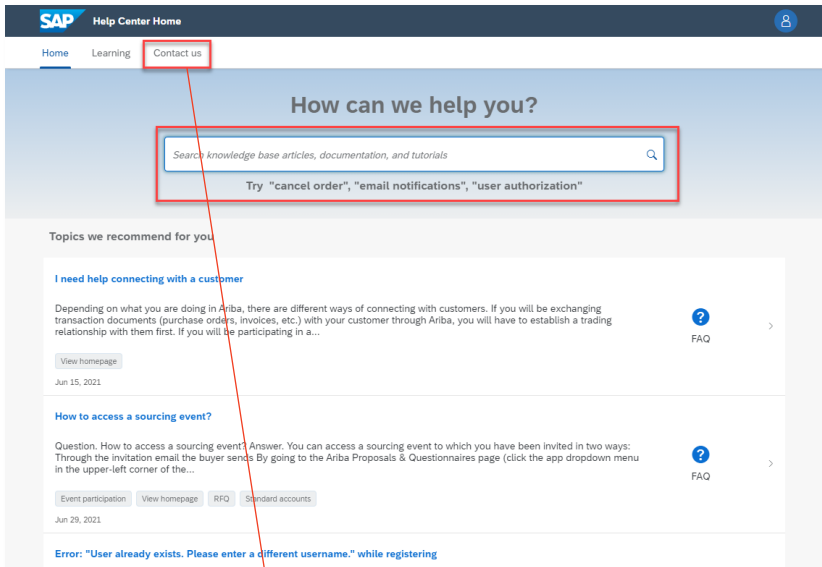 SAP Help Center Home
Home Learning Contact us
How can we help you?
Search knowledge base articles, documentation, and tutorials
Try "cancel order", "email notifications", "user authorization"
Topics we recommend for you
I need help connecting with a customer
Depending on what you are doing in Ariba, there are different ways of connecting with customers. If you will be exchanging
transaction documents (purchase orders, invoices, etc.) with your customer through Ariba, you will have to establish a trading
relationship with them first. If you will be participating in a...
FAQ
View homepage
Jun 15, 2021
How to access a sourcing event?
Question. How to access a sourcing event? Answer. You can access a sourcing event to which you have been invited in two ways:
Through the invitation email the buyer sends By going to the Ariba Proposals & Questionnaires page (click the app dropdown menu
in the upper-left corner of the...
FAQ
Event participation View homepage RFQ Standard accounts
Jun 29, 2021
Error: "User already exists. Please enter a different username." while registering